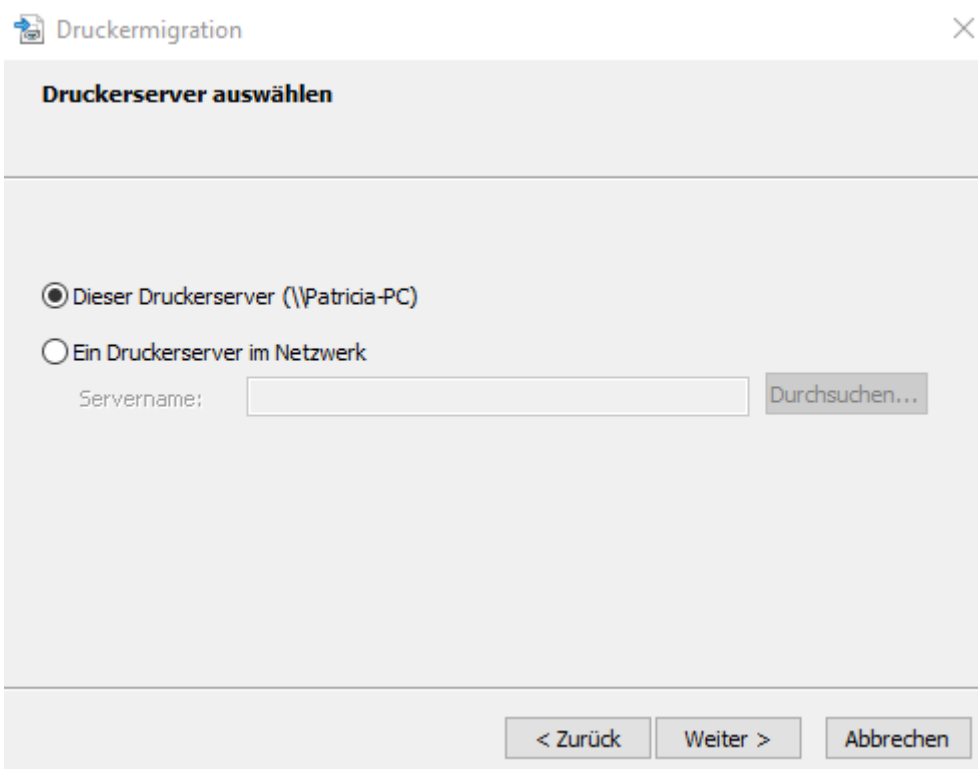 Druckermigration
Druckerserver auswählen
Dieser Druckerserver (\\Patricia-PC)
Ein Druckerserver im Netzwerk
Servername: Durchsuchen...
< Zurück Weiter > Abbrechen